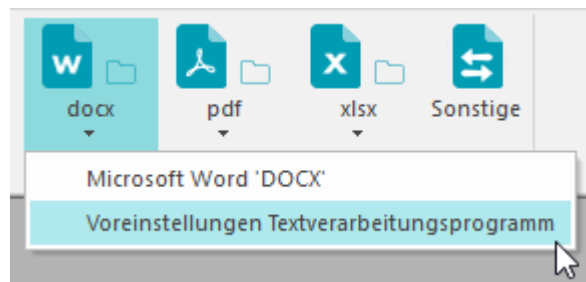 w x
docx pdf xlsx Sonstige
Microsoft Word 'DOCX'
Voreinstellungen Textverarbeitungsprogramm